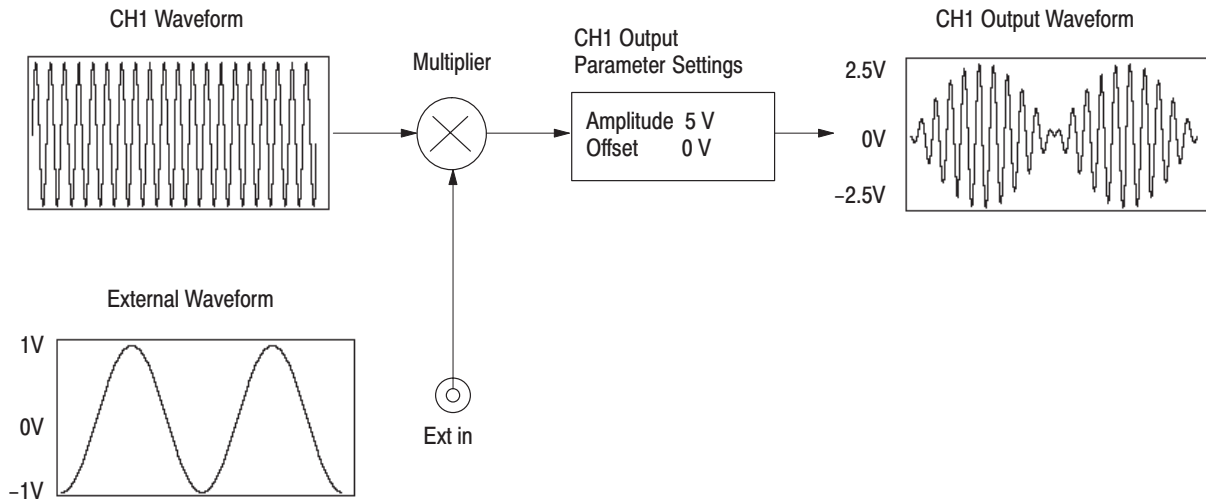 CH1 Waveform
Multiplier
CH1 Output
Parameter Settings
Amplitude 5 V
Offset 0 V
CH1 Output Waveform
2.5V
0V
–2.5V
External Waveform
1V
0V
–1V
Ext in